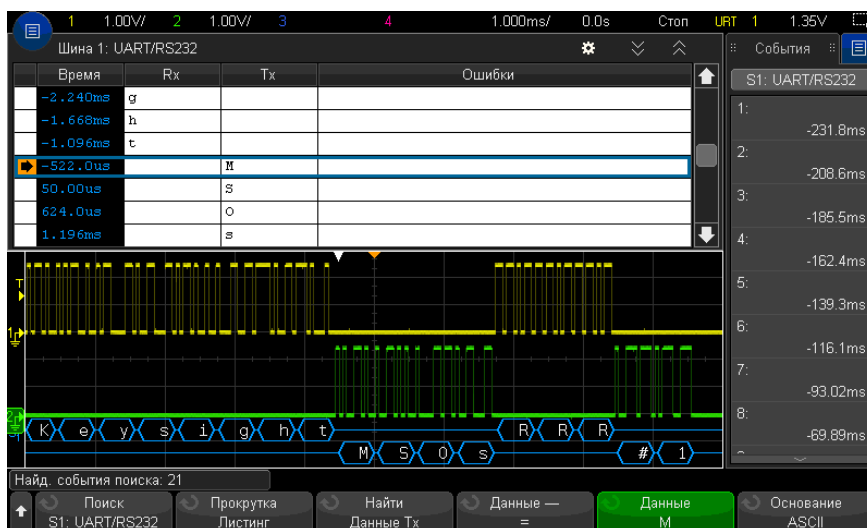 1 1.00V/ 2 1.00V/ 3 4 1.000ms/ 0.0s Стоп URT 1 1.35V
Шина 1: UART/RS232
События
Время Rx Tx Ошибки
S1: UART/RS232
-2.240ms g
-1.668ms h
-1.096ms t
-522.0us M
50.00us S
624.0us O
1.196ms s
1:
-231.8ms
2:
-208.6ms
3:
-185.5ms
4:
-162.4ms
5:
-139.3ms
6:
-116.1ms
7:
-93.02ms
8:
-69.89ms
T
1
2
K e y s i g h t R R R
M S O s # 1
Найд. события поиска: 21
Поиск Прокрутка Найти Данные — Данные Основание
S1: UART/RS232 Листинг Данные Tx = M ASCII